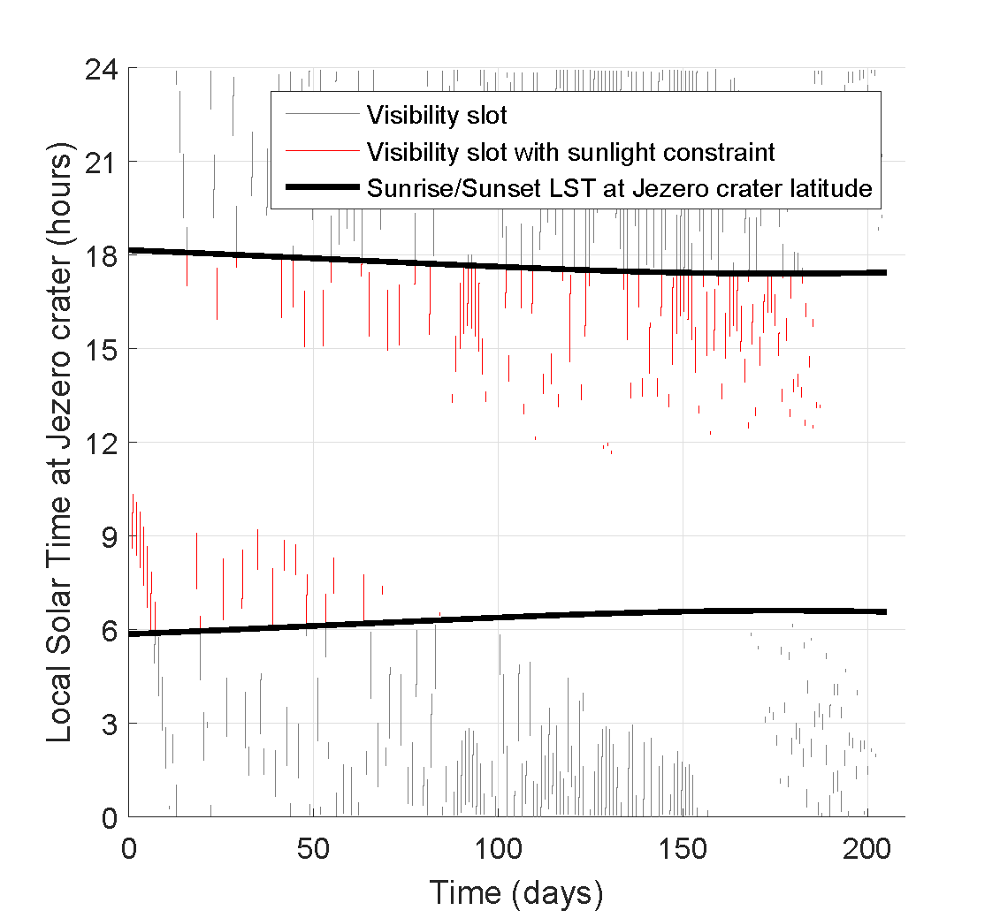 24
21
18
15
12
9
6
3
0
Local Solar Time at Jezero crater (hours)
Visibility slot
Visibility slot with sunlight constraint
Sunrise/Sunset LST at Jezero crater latitude
0 50 100 150 200
Time (days)